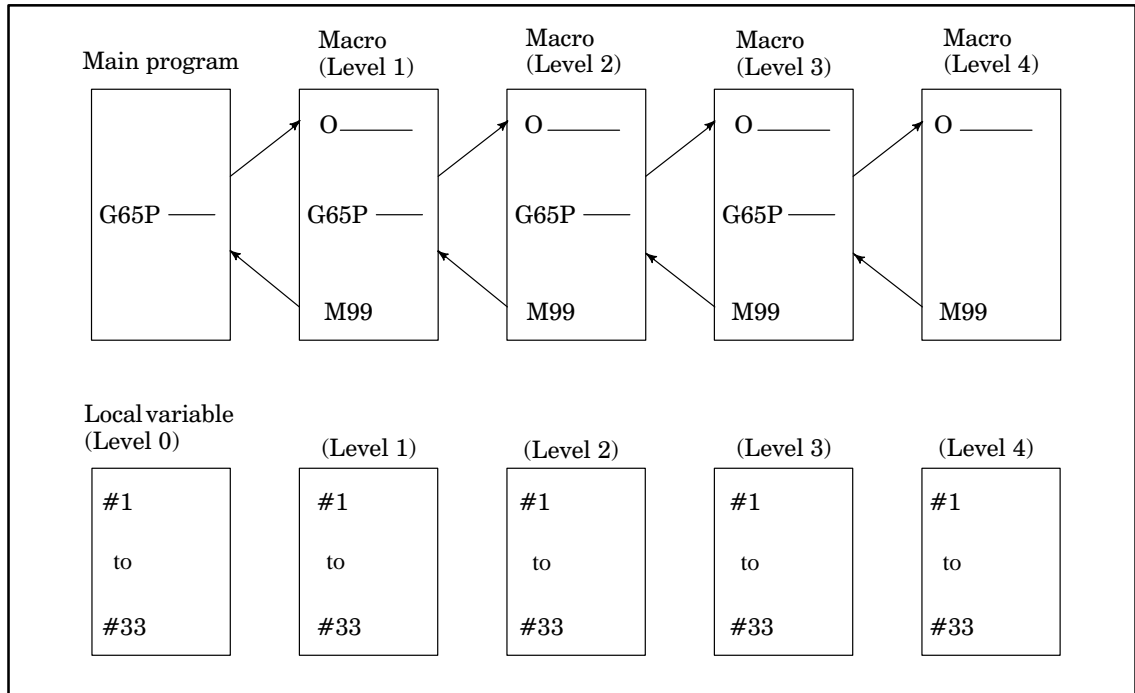 Main program
Macro
(Level 1)
Macro
(Level 2)
Macro
(Level 3)
Macro
(Level 4)
O
O
O
O
G65P
G65P
G65P
G65P
M99
M99
M99
M99
Local variable
(Level 0)
(Level 1)
(Level 2)
(Level 3)
(Level 4)
#1
#1
#1
#1
#1
to
to
to
to
to
#33
#33
#33
#33
#33